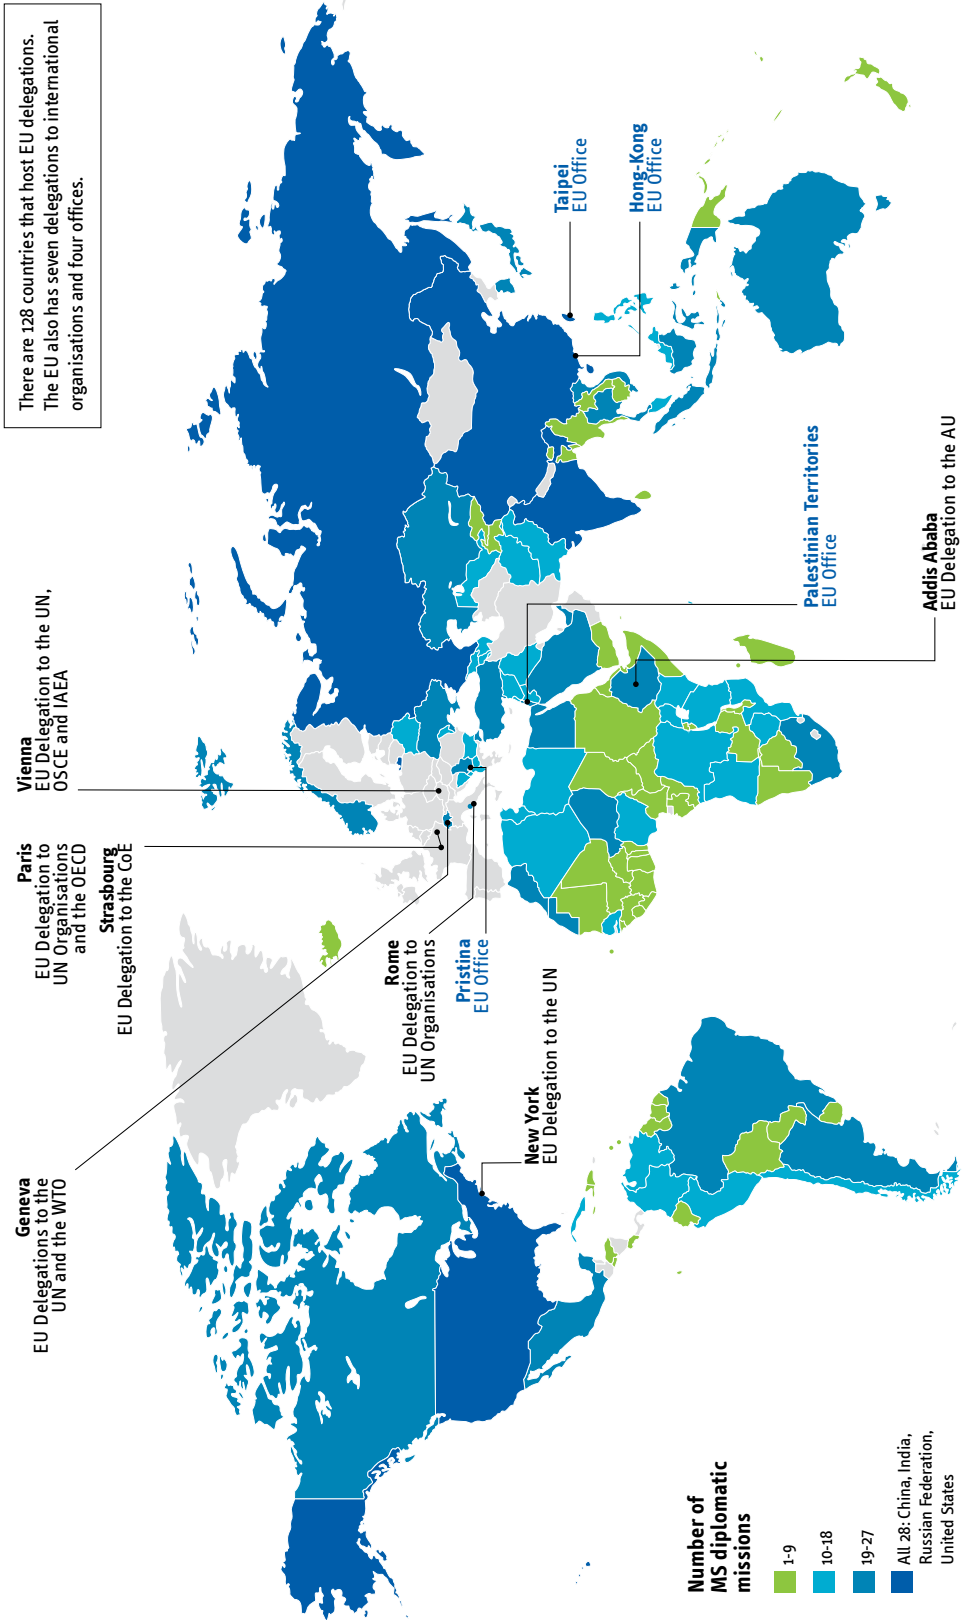 There are 128 countries that host EU delegations.
The EU also has seven delegations to international
organisations and four offices.
Vienna
EU Delegation to the UN,
OSCE and IAEA
Paris
EU Delegation to
UN Organisations
and the OECD
Strasbourg
EU Delegation to the CoE
Geneva
EU Delegations to the
UN and the WTO
Rome
EU Delegation to
UN Organisations
Pristina
EU Office
New York
EU Delegation to the UN
Taipei
EU Office
Hong-Kong
EU Office
Palestinian Territories
EU Office
Addis Ababa
EU Delegation to the AU
Number of
MS diplomatic
missions
1-9
10-18
19-27
All 28: China, India,
Russian Federation,
United States